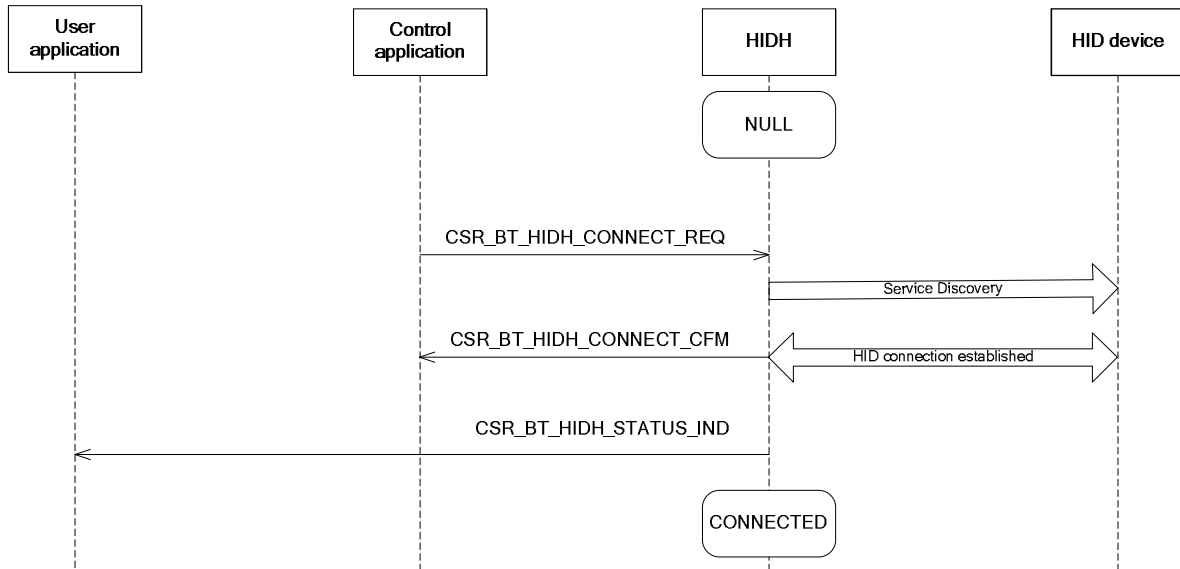 User
application
Control
application
HIDH
HID device
NULL
CSR_BT_HIDH_CONNECT_REQ
Service Discovery
CSR_BT_HIDH_CONNECT_CFM
HID connection established
CSR_BT_HIDH_STATUS_IND
CONNECTED